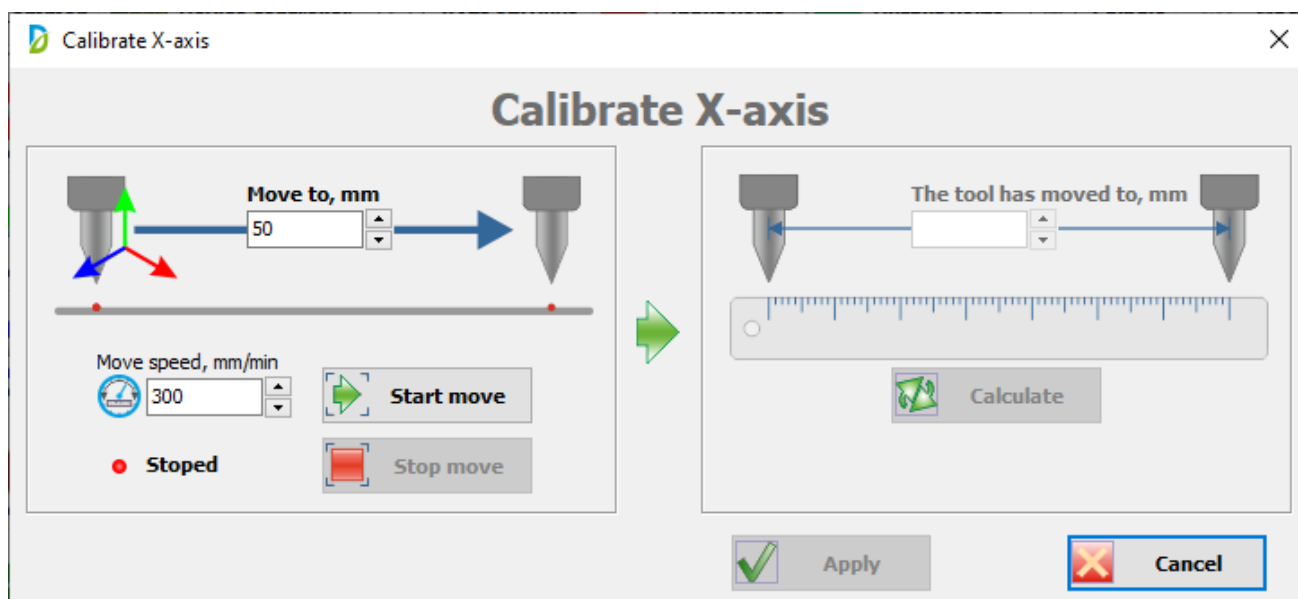 Calibrate X-axis
Calibrate X-axis
Move to, mm
50
Move speed, mm/min
300
Start move
Stoped
Stop move
The tool has moved to, mm
Calculate
Apply
Cancel